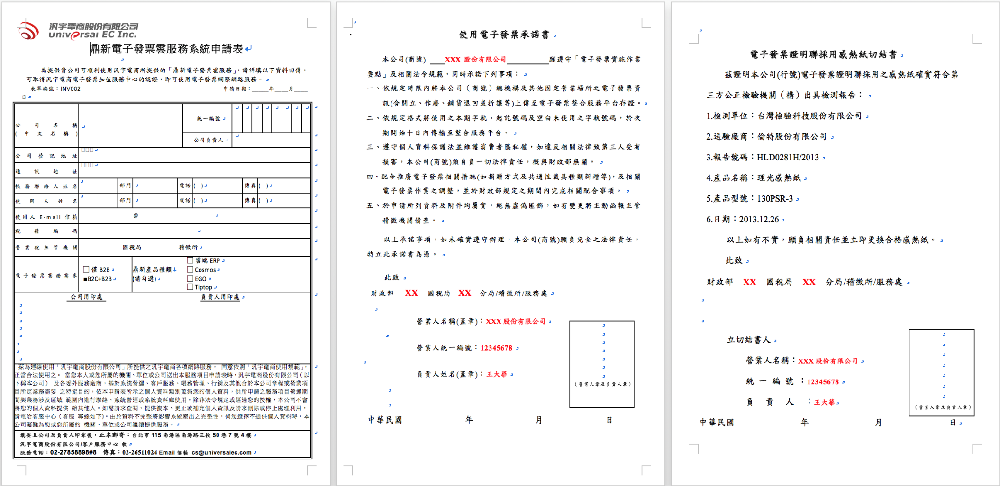 汎宇電商股份有限公司
Universal EC Inc.
鼎新電子發票雲服務系統申請表
為提供貴公司可順利使用汎宇電商所提供的「鼎新電子發票雲服務」，請詳填以下資料回傳，
可取得汎宇電商電子發票加值服務中心的認證，即可使用電子發票網際網路服務。
表單編號：INV002 申請日期：_____年____月____
日
公司名稱
(中文名稱)
統一編號
公司負責人
公司登記地址 □□□
通訊地址 □□□
帳務聯絡人姓名 部門 電話 ( ) 傳真 ( )
使用人姓名 部門 電話 ( ) 傳真 ( )
使用人 E-mail 信箱 @
稅籍編碼
營業稅主管機關 國稅局 稽徵所
電子發票業務需求
□ 僅 B2B
■B2C+B2B
鼎新產品種類
(請勾選)
□ 雲端 ERP
□ Cosmos
□ EGO
□ Tiptop
公司用印處 負責人用印處
茲為連線使用「汎宇電商股份有限公司」所提供之汎宇電商各項網路服務， 同意依照「汎宇電商使用規範」，
正當合法使用之。 當您本人或您所屬的機關、單位或公司送出本服務項目申請表時，汎宇電商股份有限公司（以
下稱本公司） 及各委外服務廠商，基於系統營運、客戶服務、帳務管理、行銷及其他合於本公司章程或營業項
目所定業務需要 之特定目的，依本申請表所示之個人資料類別蒐集您的個人資料，供所申請之服務項目營運期
間與業務涉及區域 範圍內進行聯絡、系統營運或系統資料庫使用。除非法令規定或經過您的授權，本公司不會
將您的個人資料提供 給其他人。如需請求查閱、提供複本、更正或補充個人資訊及請求刪除或停止處理利用，
請電洽客服中心（客服 專線如下)。由於資料不完整將影響系統產出之完整性，倘您選擇不提供個人資料時，本
公司礙難為您或您所屬的 機關、單位或公司繼續提供服務。
填妥且公司及負責人印章後，正本郵寄：台北市 115 南港區南港路三段 50 巷 7 號 4 樓
汎宇電商股份有限公司/客戶服務中心 收
服務電話：02-27858898#8 傳真：02-26511024 Email 信箱 cs@universalec.com
使用電子發票承諾書
本公司(商號) ___XXX 股份有限公司_________願遵守「電子發票實施作業
要點」及相關法令規範，同時承諾下列事項：
一、依規定時限內將本公司（商號）總機構及其他固定營業場所之電子發票資
訊(含開立、作廢、銷貨退回或折讓等)上傳至電子發票整合服務平台存證。
二、依規定格式將使用之本期字軌、起訖號碼及空白未使用之字軌號碼，於次
期開始十日內傳輸至整合服務平台。
三、遵守個人資料保護法並維護消費者隱私權，如違反相關法律致第三人受有
損害，本公司(商號)須自負一切法律責任，概與財政部無關。
四、配合推廣電子發票相關措施(如捐贈方式及共通性載具種類新增等)，及相關
電子發票作業之調整，並於財政部規定之期間內完成相關配合事項。
五、於申請所列資料及附件均屬實，絕無虛偽匿飾，如有變更將主動函報主管
稽徵機關備查。
以上承諾事項，如未確實遵守辦理，本公司(商號)願負完全之法律責任，
特立此承諾書為憑。
此致
財政部 XX 國稅局 XX 分局/稽徵所/服務處
營業人名稱(蓋章)：XXX 股份有限公司
營業人統一編號：12345678
負責人姓名(蓋章)：王大華
（營業人章及負責人章）
中華民國 年 月 日
電子發票證明聯採用感熱紙切結書
茲證明本公司(行號)電子發票證明聯採用之感熱紙確實符合第
三方公正檢驗機關（構）出具檢測報告：
1.檢測單位：台灣檢驗科技股份有限公司
2.送驗廠商：倫特股份有限公司
3.報告號碼：HLD0281H/2013
4.產品名稱：理光感熱紙
5.產品型號：130PSR-3
6.日期：2013.12.26
以上如有不實，願負相關責任並立即更換合格感熱紙。
此致
財政部 XX 國稅局 XX 分局/稽徵所/服務處
立切結書人
營業人名稱：XXX 股份有限公司
統一編號：12345678
負責人：王大華
（營業人章及負責人章）
中華民國 年 月 日